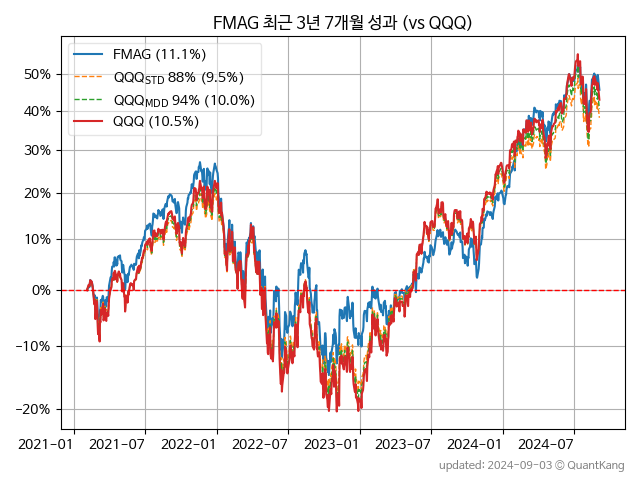 FMAG 최근 3년 7개월 성과 (vs QQQ)
FMAG (11.1%)
QQQSTD 88% (9.5%)
QQQMDD 94% (10.0%)
QQQ (10.5%)
50%
40%
30%
20%
10%
0%
−10%
−20%
2021-01 2021-07 2022-01 2022-07 2023-01 2023-07 2024-01 2024-07
updated: 2024-09-03 © QuantKang